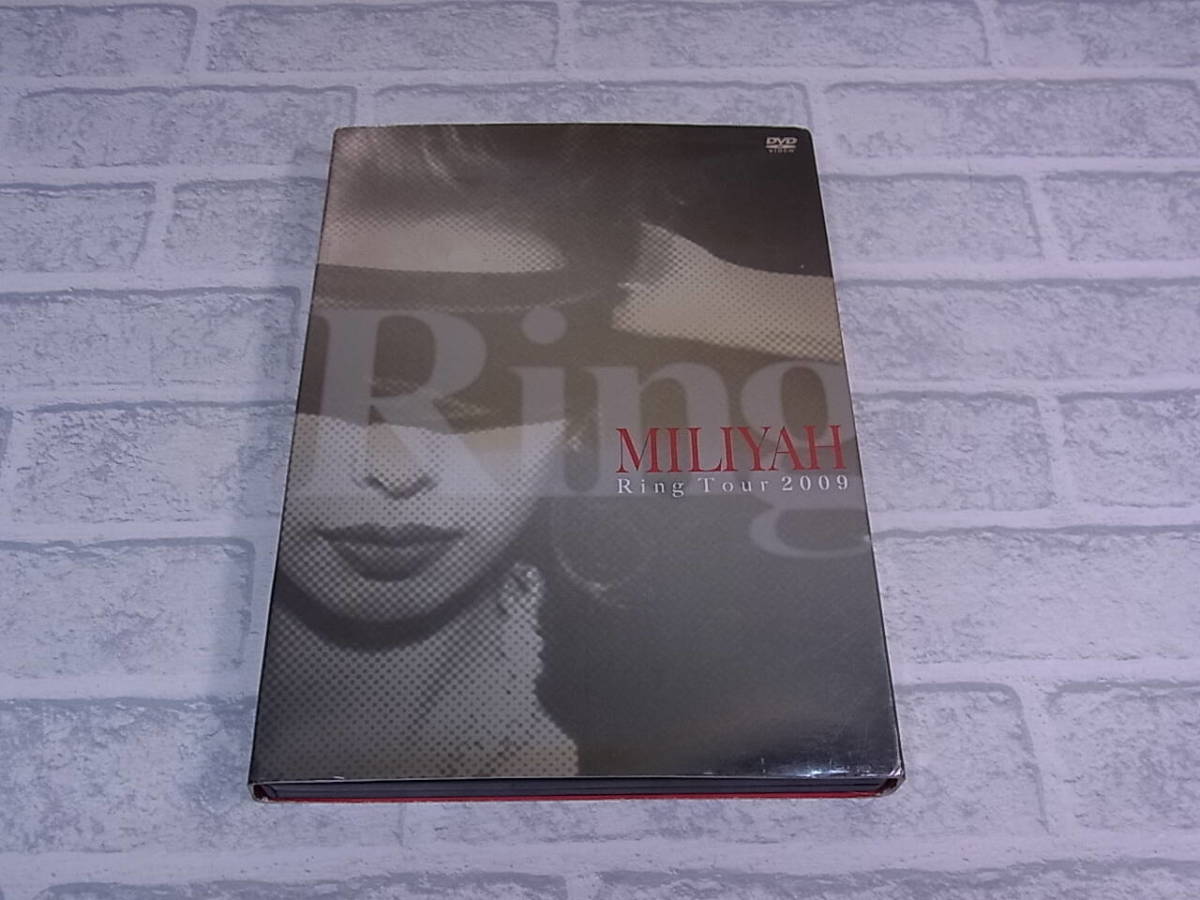 DVD
VIDEO
Ring
MILIYAH
Ring Tour 2009